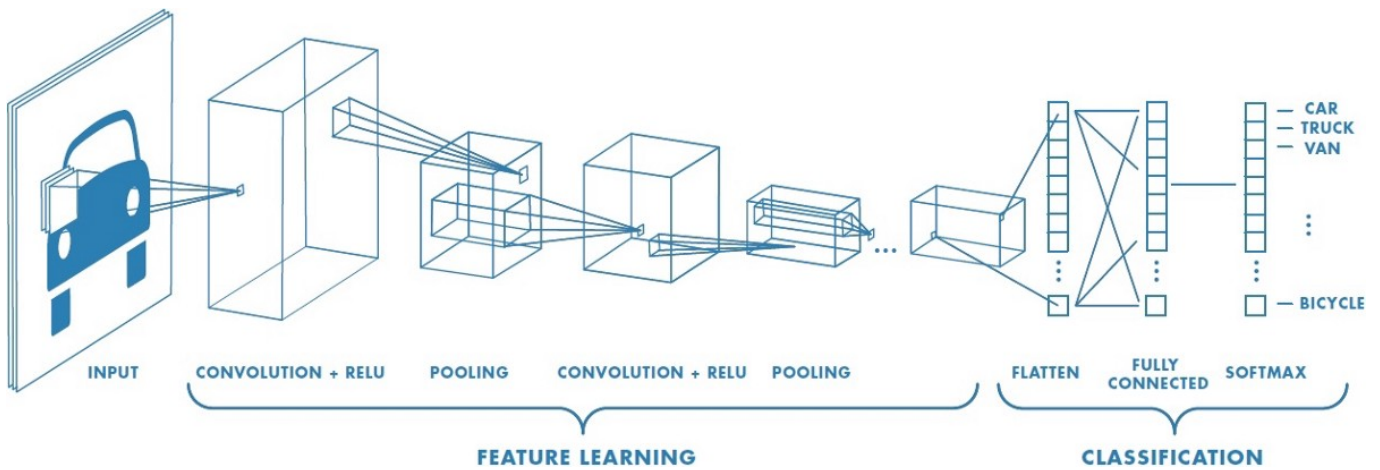 CAR
TRUCK
VAN
...
BICYCLE
INPUT
CONVOLUTION + RELU
POOLING
CONVOLUTION + RELU
POOLING
FLATTEN
FULLY
CONNECTED
SOFTMAX
FEATURE LEARNING
CLASSIFICATION